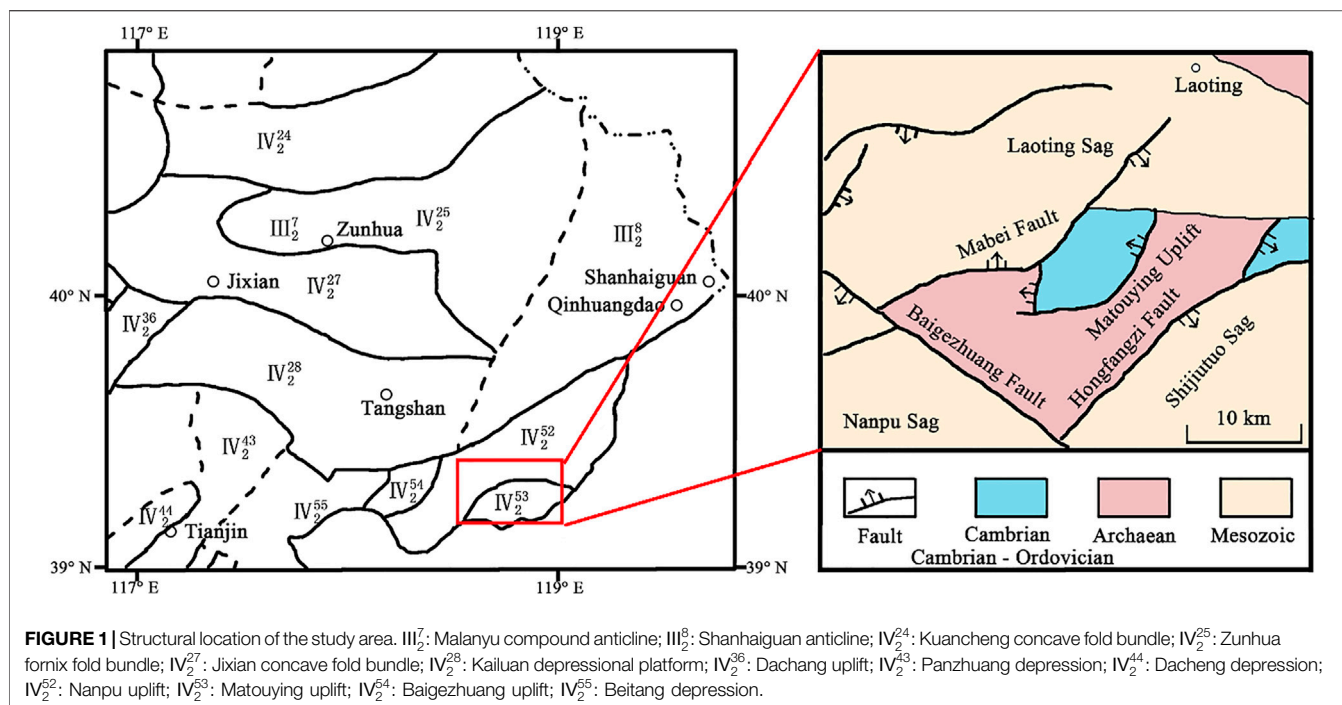 117° E
119° E
IV₂²⁴
III₂⁷
Zunhua
IV₂²⁵
III₂⁸
Jixian
IV₂²⁷
Shanhaiguan
40° N
Qinhuangdao
40° N
IV₂³⁶
IV₂²⁸
Tangshan
IV₂⁴³
IV₂⁵²
IV₂⁵⁴
IV₂⁵³
IV₂⁴⁴
Tianjin
IV₂⁵⁵
39° N
39° N
117° E
119° E
Laoting
Laoting Sag
Mabei Fault
Matouying Uplift
Baigezhuang Fault
Hongfangzi Fault
Shijiutuo Sag
Nanpu Sag
10 km
Fault
Cambrian
Archaean
Mesozoic
Cambrian - Ordovician
FIGURE 1 | Structural location of the study area. III₂⁷: Malanyu compound anticline; III₂⁸: Shanhaiguan anticline; IV₂²⁴: Kuancheng concave fold bundle; IV₂²⁵: Zunhua
fornix fold bundle; IV₂²⁷: Jixian concave fold bundle; IV₂²⁸: Kailuan depressional platform; IV₂³⁶: Dachang uplift; IV₂⁴³: Panzhuang depression; IV₂⁴⁴: Dacheng depression;
IV₂⁵²: Nanpu uplift; IV₂⁵³: Matouying uplift; IV₂⁵⁴: Baigezhuang uplift; IV₂⁵⁵: Beitang depression.